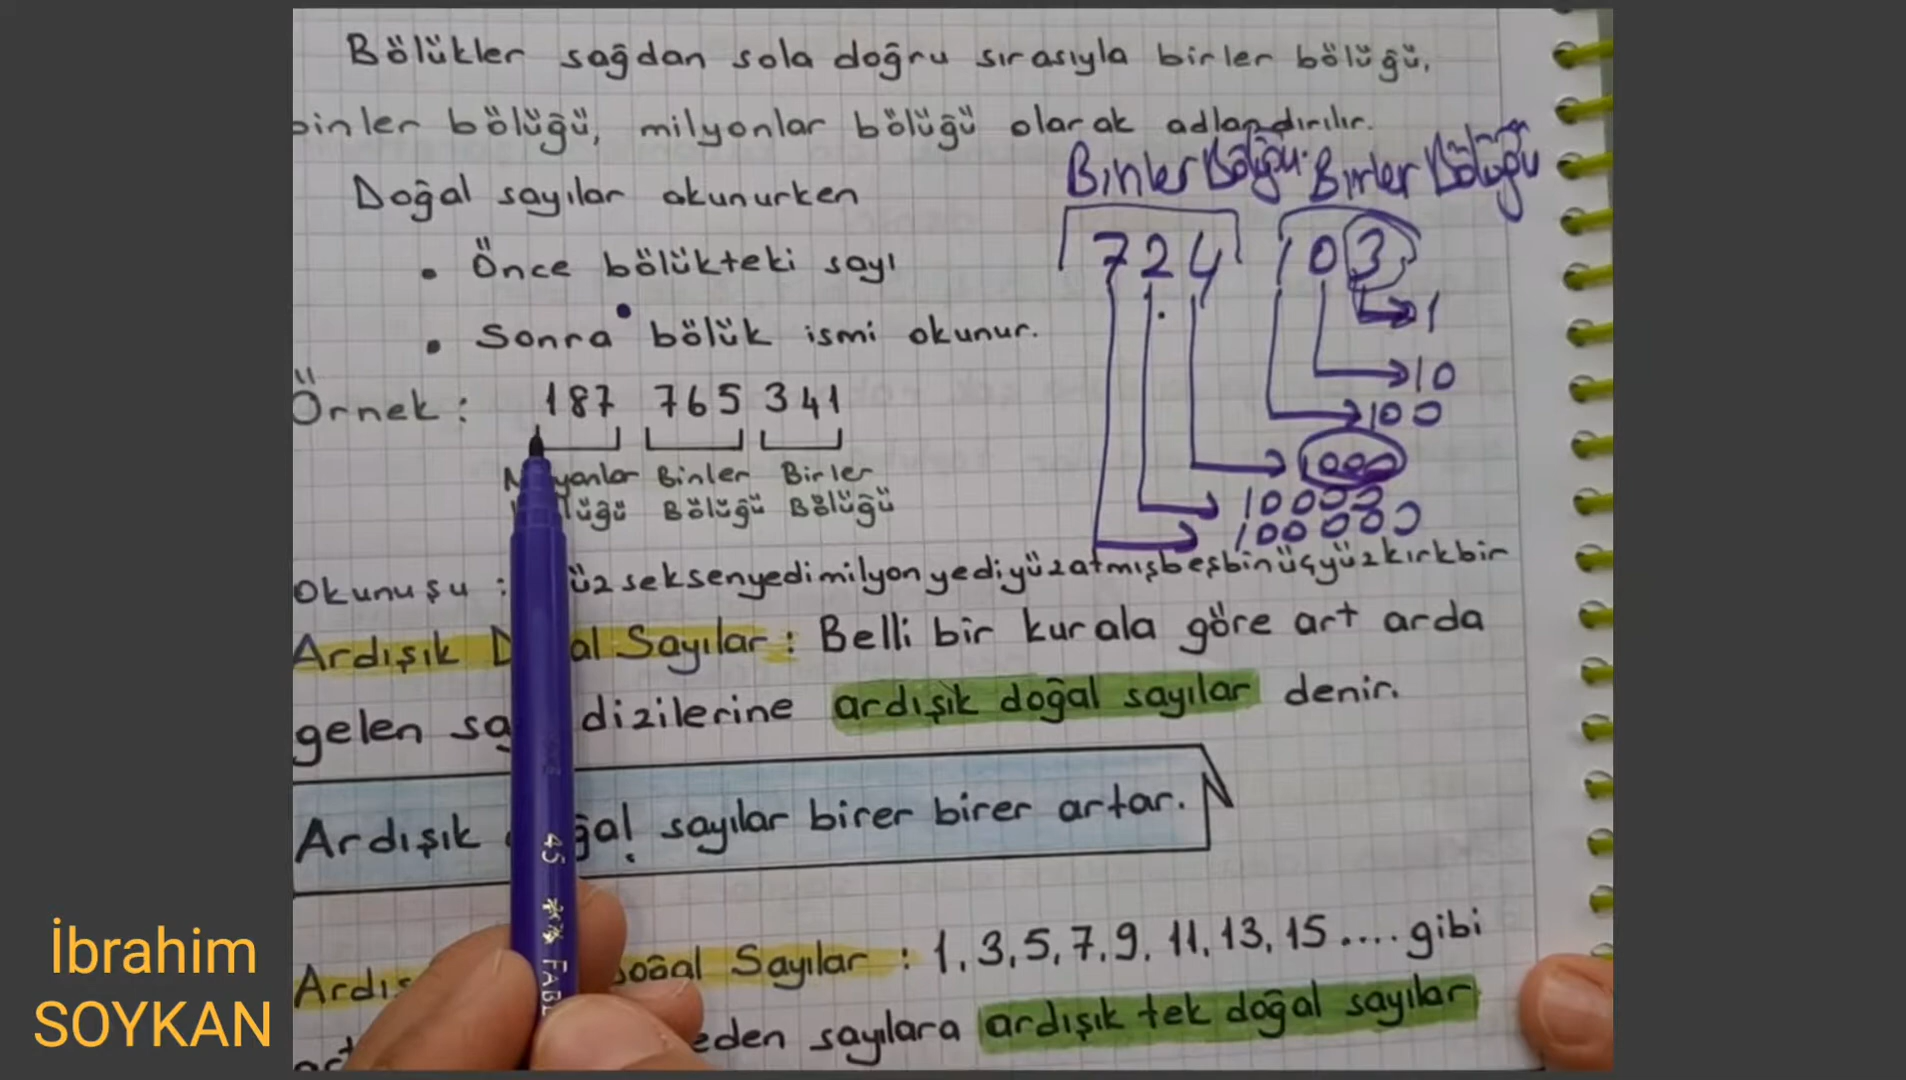 Bölükler sağdan sola doğru sırasıyla birler bölüğü,
binler bölüğü, milyonlar bölüğü olarak adlandırılır.
Doğal sayılar okunurken
• Önce bölükteki sayı
• Sonra bölük ismi okunur.
Örnek: 187 765 341
Binler Birler
Bölüğü Bölüğü
Binler Bölüğü Birler Bölüğü
724 103
1
10
100
1000
10000
100000
Okunuşu : seksenyedimilyonyediyüzatmışbeşbinüçyüzkırkbir
Ardışık Sayılar : Belli bir kurala göre art arda
gelen dizilerine ardışık doğal sayılar denir.
Ardışık sayılar birer birer artar.
Sayılar : 1, 3, 5, 7, 9, 11, 13, 15 .... gibi
sayılara ardışık tek doğal sayılar
45 ✲
İbrahim
SOYKAN